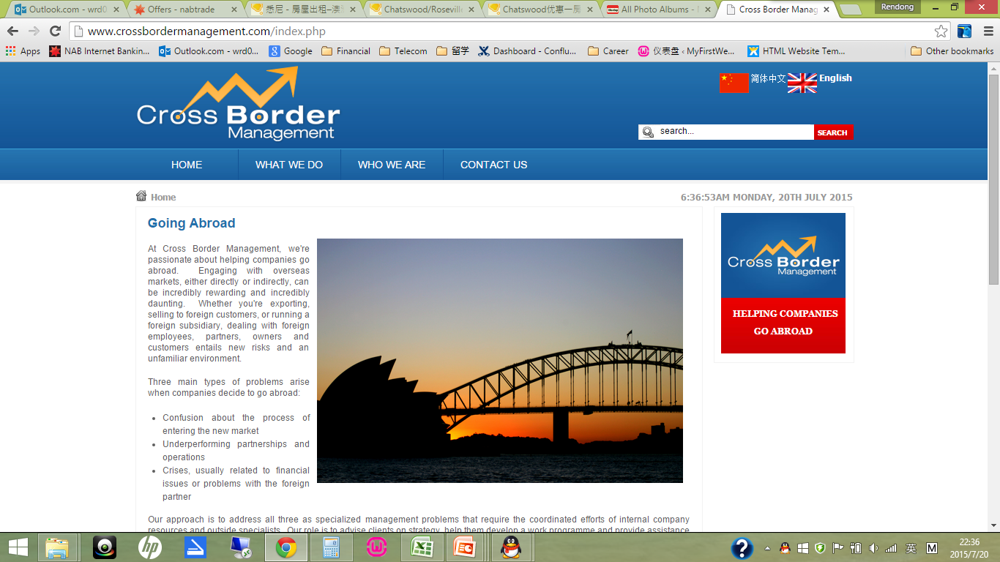 Outlook.com - wrd0
Offers - nabtrade
悉尼 - 房屋出租–澳
Chatswood/Rosevill
Chatswood优惠一房
All Photo Albums -
Cross Border Manag
Rendong
www.crossbordermanagement.com/index.php
Apps
NAB Internet Bankin...
Outlook.com - wrd0...
Google
Financial
Telecom
留学
Dashboard - Conflu...
Career
仪表盘 ‹ MyFirstWe...
HTML Website Tem...
Other bookmarks
Cross Border
Management
简体中文
English
search...
SEARCH
HOME
WHAT WE DO
WHO WE ARE
CONTACT US
Home
6:36:53AM MONDAY, 20TH JULY 2015
Going Abroad
At Cross Border Management, we're
passionate about helping companies go
abroad. Engaging with overseas
markets, either directly or indirectly, can
be incredibly rewarding and incredibly
daunting. Whether you're exporting,
selling to foreign customers, or running a
foreign subsidiary, dealing with foreign
employees, partners, owners and
customers entails new risks and an
unfamiliar environment.
Three main types of problems arise
when companies decide to go abroad:
• Confusion about the process of
entering the new market
• Underperforming partnerships and
operations
• Crises, usually related to financial
issues or problems with the foreign
partner
Our approach is to address all three as specialized management problems that require the coordinated efforts of internal company
resources and outside specialists. Our role is to advise clients on strategy, help them develop a work programme and provide assistance
Cross Border
Management
HELPING COMPANIES
GO ABROAD
hp
英
M
22:36
2015/7/20